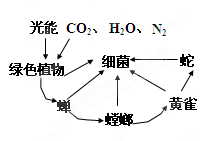 光能 CO₂、H₂O、N₂
绿色植物 细菌 蛇
蝉 黄雀
螳螂